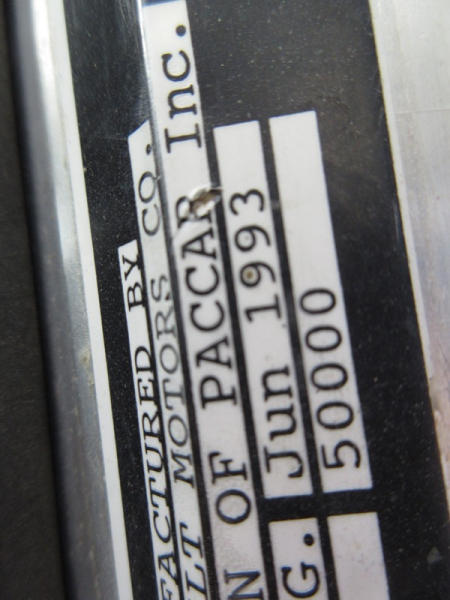 FACTURED BY
LT MOTORS CO.
N OF PACCAR Inc.
Jun 1993
G. 50000